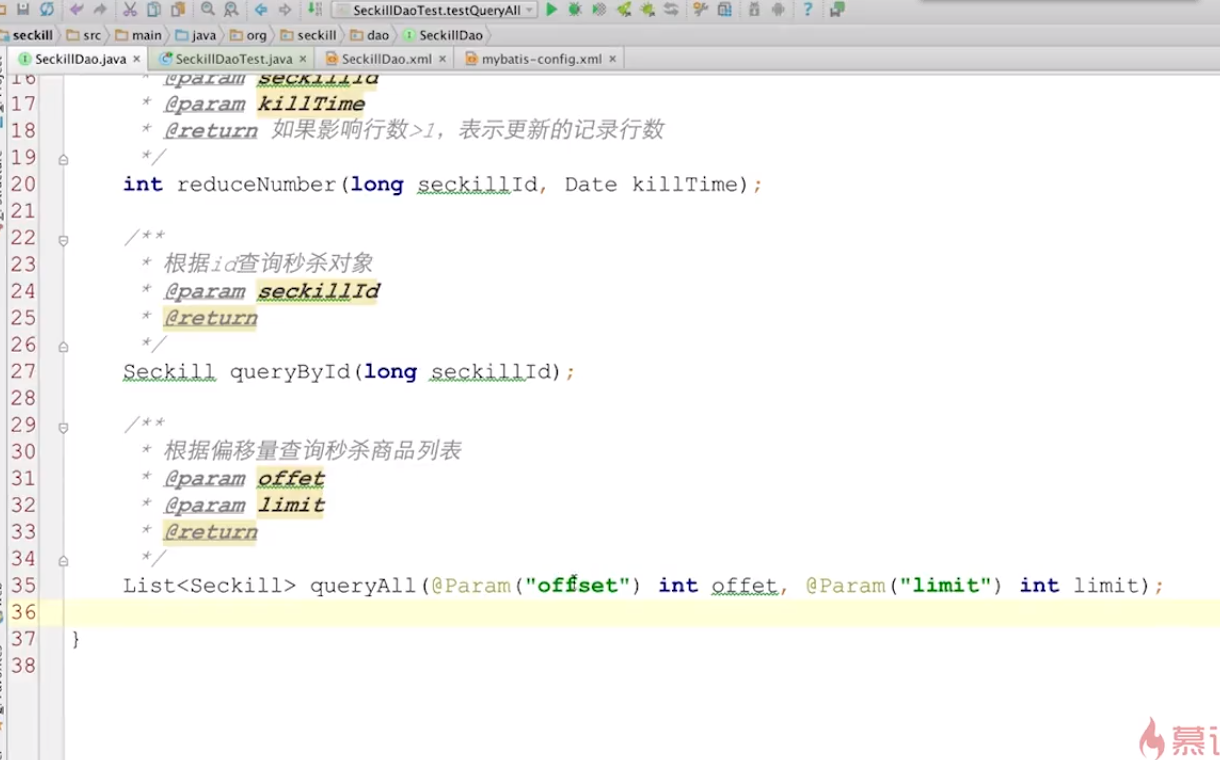 SeckillDaoTest.testQueryAll
seckill src main java org seckill dao SeckillDao
SeckillDao.java SeckillDaoTest.java SeckillDao.xml mybatis-config.xml
16 * @param seckillId
17 * @param killTime
18 * @return 如果影响行数>1，表示更新的记录行数
19 */
20 int reduceNumber(long seckillId, Date killTime);
21
22 /**
23 * 根据id查询秒杀对象
24 * @param seckillId
25 * @return
26 */
27 Seckill queryById(long seckillId);
28
29 /**
30 * 根据偏移量查询秒杀商品列表
31 * @param offet
32 * @param limit
33 * @return
34 */
35 List<Seckill> queryAll(@Param("offset") int offet, @Param("limit") int limit);
36
37 }
38
慕